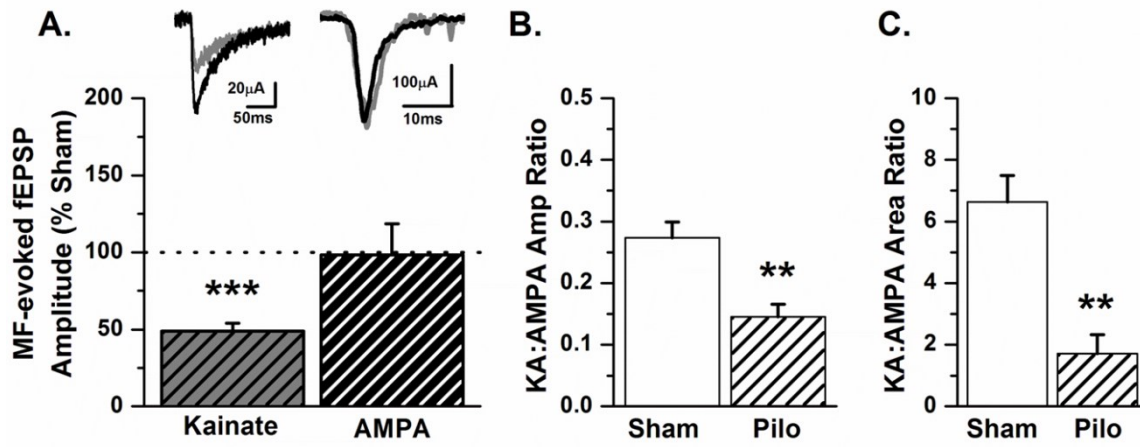 A.
20µA
50ms
100µA
10ms
MF-evoked fEPSP
Amplitude (% Sham)
200
150
100
50
0
***
Kainate
AMPA
B.
KA:AMPA Amp Ratio
0.5
0.4
0.3
0.2
0.1
0.0
**
Sham
Pilo
C.
KA:AMPA Area Ratio
10
8
6
4
2
0
**
Sham
Pilo